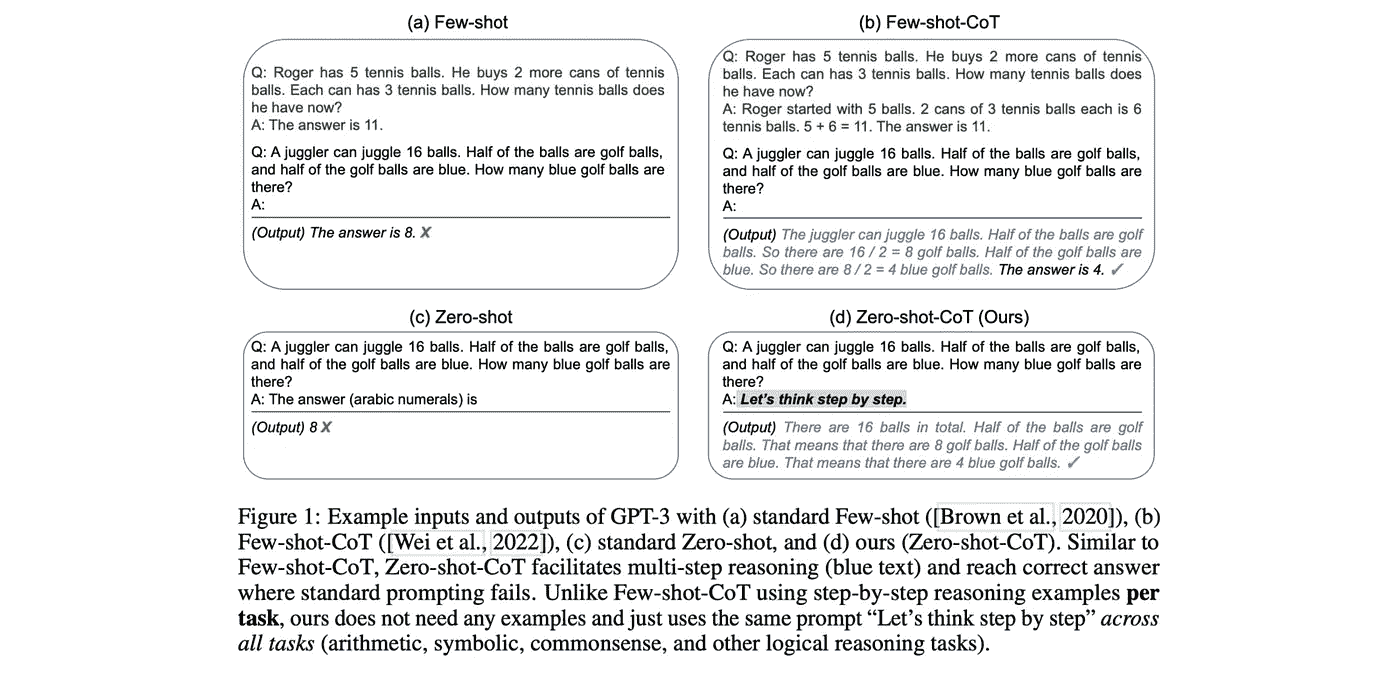 (a) Few-shot
Q: Roger has 5 tennis balls. He buys 2 more cans of tennis
balls. Each can has 3 tennis balls. How many tennis balls does
he have now?
A: The answer is 11.
Q: A juggler can juggle 16 balls. Half of the balls are golf balls,
and half of the golf balls are blue. How many blue golf balls are
there?
A:
(Output) The answer is 8. ✗
(b) Few-shot-CoT
Q: Roger has 5 tennis balls. He buys 2 more cans of tennis
balls. Each can has 3 tennis balls. How many tennis balls does
he have now?
A: Roger started with 5 balls. 2 cans of 3 tennis balls each is 6
tennis balls. 5 + 6 = 11. The answer is 11.
Q: A juggler can juggle 16 balls. Half of the balls are golf balls,
and half of the golf balls are blue. How many blue golf balls are
there?
A:
(Output) The juggler can juggle 16 balls. Half of the balls are golf
balls. So there are 16 / 2 = 8 golf balls. Half of the golf balls are
blue. So there are 8 / 2 = 4 blue golf balls. The answer is 4. ✓
(c) Zero-shot
Q: A juggler can juggle 16 balls. Half of the balls are golf balls,
and half of the golf balls are blue. How many blue golf balls are
there?
A: The answer (arabic numerals) is
(Output) 8 ✗
(d) Zero-shot-CoT (Ours)
Q: A juggler can juggle 16 balls. Half of the balls are golf balls,
and half of the golf balls are blue. How many blue golf balls are
there?
A: Let's think step by step.
(Output) There are 16 balls in total. Half of the balls are golf
balls. That means that there are 8 golf balls. Half of the golf balls
are blue. That means that there are 4 blue golf balls. ✓
Figure 1: Example inputs and outputs of GPT-3 with (a) standard Few-shot ([Brown et al., 2020]), (b)
Few-shot-CoT ([Wei et al., 2022]), (c) standard Zero-shot, and (d) ours (Zero-shot-CoT). Similar to
Few-shot-CoT, Zero-shot-CoT facilitates multi-step reasoning (blue text) and reach correct answer
where standard prompting fails. Unlike Few-shot-CoT using step-by-step reasoning examples per
task, ours does not need any examples and just uses the same prompt “Let's think step by step” across
all tasks (arithmetic, symbolic, commonsense, and other logical reasoning tasks).